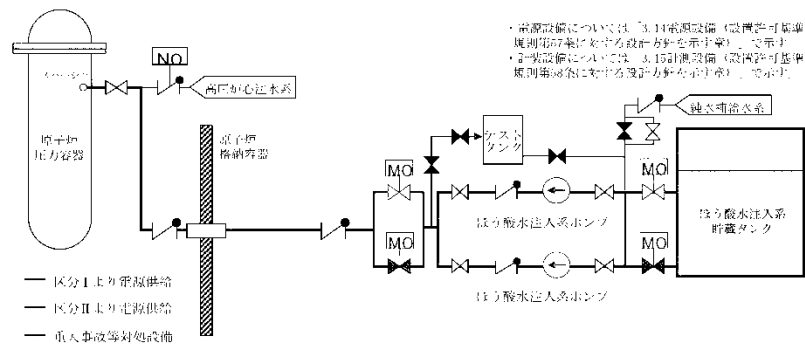 ・電源設備については「3.14電源設備（設置許可基準
規則第57条に対する設計方針を示す章）」で示す
・計装設備については「3.15計測設備（設置許可基準
規則第58条に対する設計方針を示す章）」で示す。
NO
高圧炉心注水系
原子炉
圧力容器
原子炉
格納容器
テスト
タンク
純水補給水系
MO
MO
MO
MO
ほう酸水注入系ポンプ
ほう酸水注入系ポンプ
ほう酸水注入系
貯蔵タンク
区分Ⅰより電源供給
区分Ⅱより電源供給
重大事故等対処設備